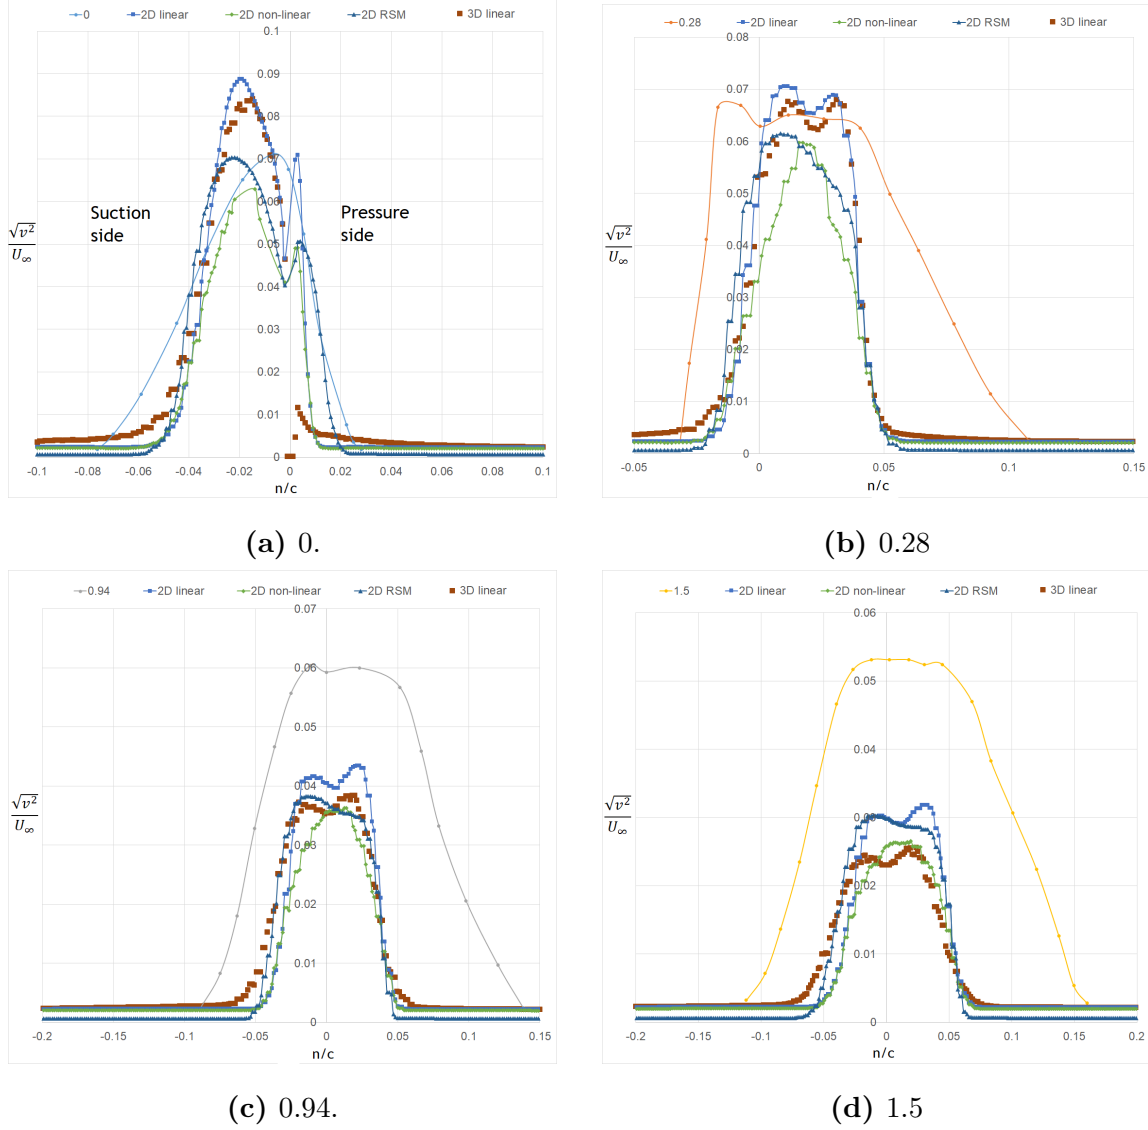 0 2D linear 2D non-linear 2D RSM 3D linear
0.1
0.09
0.08
0.07
0.06
0.05
0.04
0.03
0.02
0.01
0
Suction side
Pressure side
√v²/U∞
-0.1 -0.08 -0.06 -0.04 -0.02 0 0.02 0.04 0.06 0.08 0.1
n/c
(a) 0.
0.28 2D linear 2D non-linear 2D RSM 3D linear
0.08
0.07
0.06
0.05
0.04
0.03
0.02
0.01
0
√v²/U∞
-0.05 0 0.05 0.1 0.15
n/c
(b) 0.28
0.94 2D linear 2D non-linear 2D RSM 3D linear
0.07
0.06
0.05
0.04
0.03
0.02
0.01
0
√v²/U∞
-0.2 -0.15 -0.1 -0.05 0 0.05 0.1 0.15
n/c
(c) 0.94.
1.5 2D linear 2D non-linear 2D RSM 3D linear
0.06
0.05
0.04
0.03
0.02
0.01
0
√v²/U∞
-0.2 -0.15 -0.1 -0.05 0 0.05 0.1 0.15 0.2
n/c
(d) 1.5